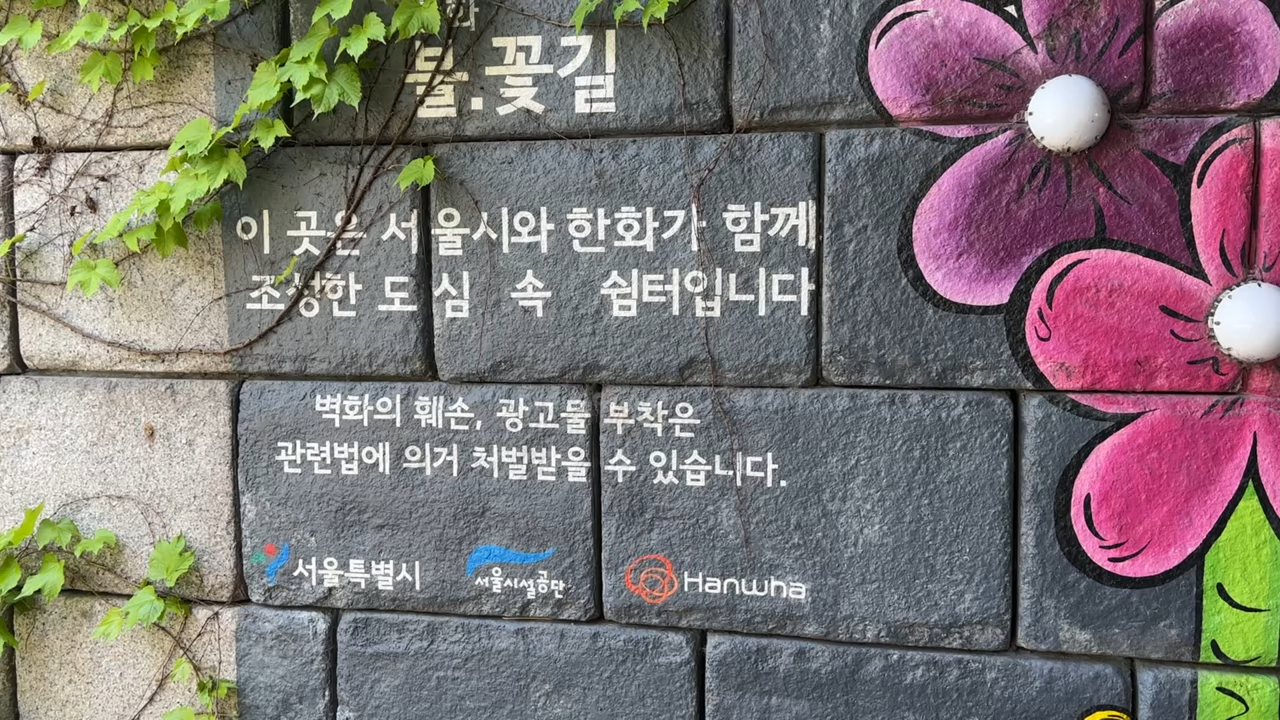 불.꽃길
이 곳은 서울시와 한화가 함께
조성한 도심 속 쉼터입니다
벽화의 훼손, 광고물 부착은
관련법에 의거 처벌받을 수 있습니다.
서울특별시
서울시설공단
Hanwha